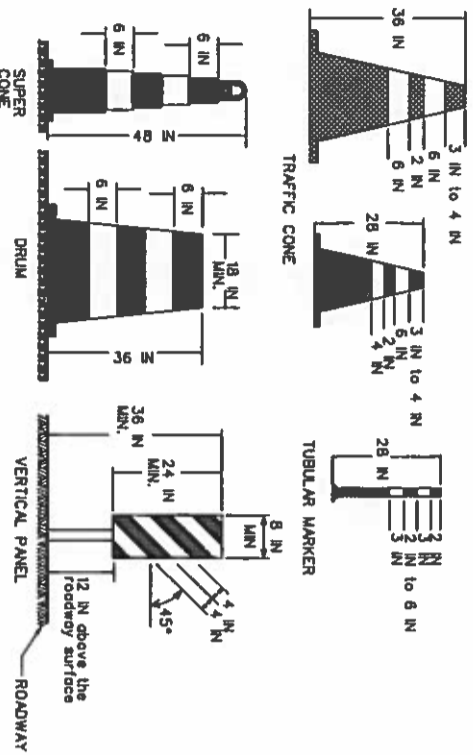 36 IN
3 IN to 4 IN
6 IN
2 IN
6 IN
TRAFFIC CONE
28 IN
3 IN to 4 IN
6 IN
2 IN
4 IN
28 IN
2 IN
3 IN
2 IN to 6 IN
3 IN
TUBULAR MARKER
6 IN
6 IN
48 IN
SUPER
CONE
6 IN
6 IN
18 IN
MIN.
36 IN
DRUM
36 IN
MIN.
24 IN
MIN.
8 IN
MIN
4 IN
4 IN
45°
12 IN above the
roadway surface
VERTICAL PANEL
ROADWAY